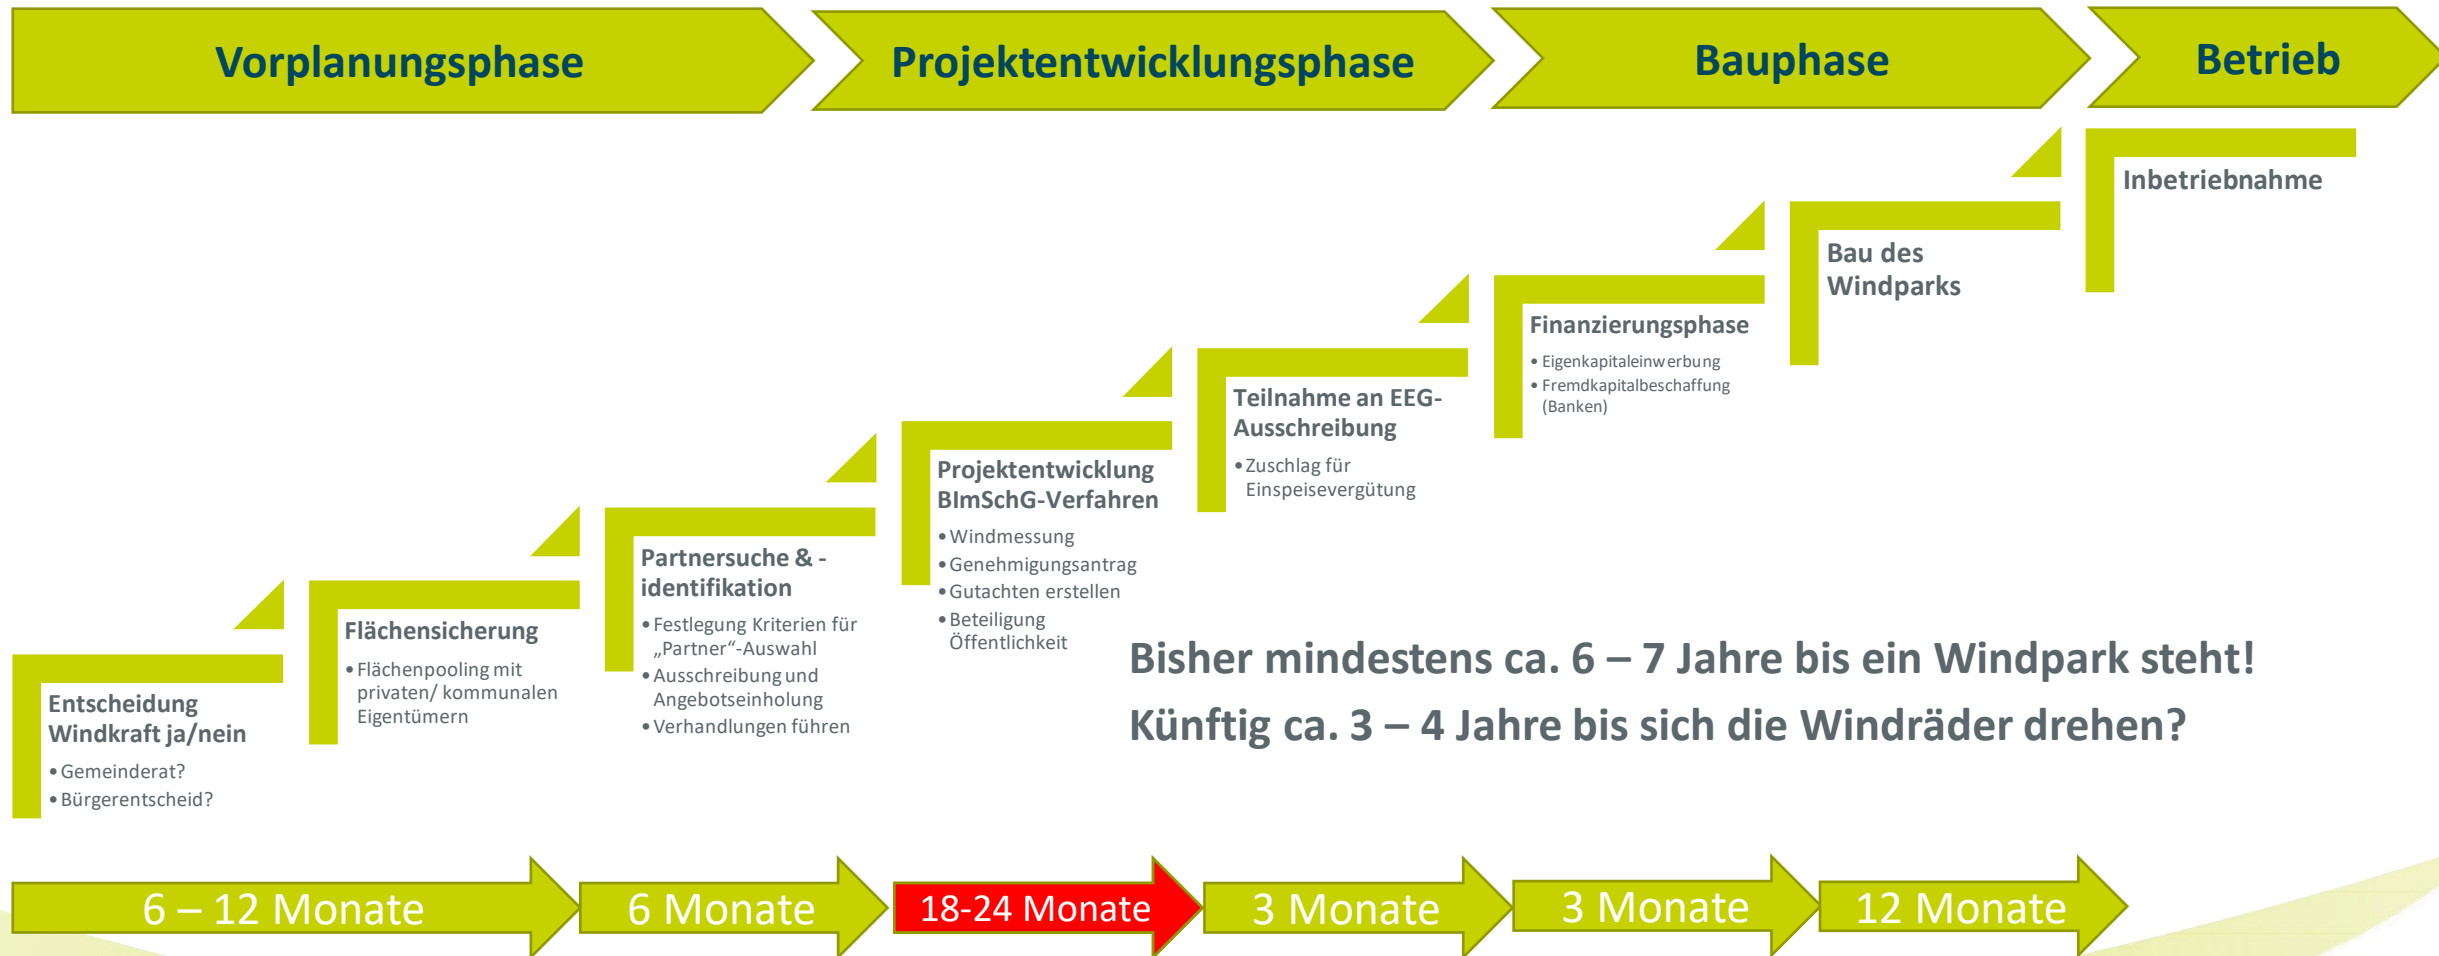 Vorplanungsphase
Projektentwicklungsphase
Bauphase
Betrieb
Entscheidung
Windkraft ja/nein
• Gemeinderat?
• Bürgerentscheid?
Flächensicherung
• Flächenpooling mit
privaten/ kommunalen
Eigentümern
Partnersuche & -
identifikation
• Festlegung Kriterien für
„Partner“-Auswahl
• Ausschreibung und
Angebotseinholung
• Verhandlungen führen
Projektentwicklung
BImSchG-Verfahren
• Windmessung
• Genehmigungsantrag
• Gutachten erstellen
• Beteiligung
Öffentlichkeit
Teilnahme an EEG-
Ausschreibung
• Zuschlag für
Einspeisevergütung
Finanzierungsphase
• Eigenkapitaleinwerbung
• Fremdkapitalbeschaffung
(Banken)
Bau des
Windparks
Inbetriebnahme
Bisher mindestens ca. 6 – 7 Jahre bis ein Windpark steht!
Künftig ca. 3 – 4 Jahre bis sich die Windräder drehen?
6 – 12 Monate
6 Monate
18-24 Monate
3 Monate
3 Monate
12 Monate